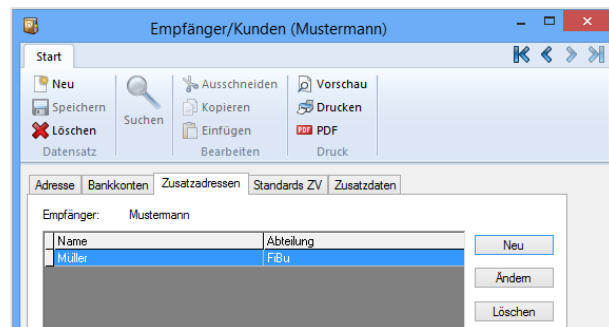 Empfänger/Kunden (Mustermann)
Start
Neu
Speichern
Löschen
Datensatz
Suchen
Ausschneiden
Kopieren
Einfügen
Bearbeiten
Vorschau
Drucken
PDF PDF
Druck
Adresse Bankkonten Zusatzadressen Standards ZV Zusatzdaten
Empfänger: Mustermann
Name Abteilung
Müller FiBu
Neu
Ändern
Löschen